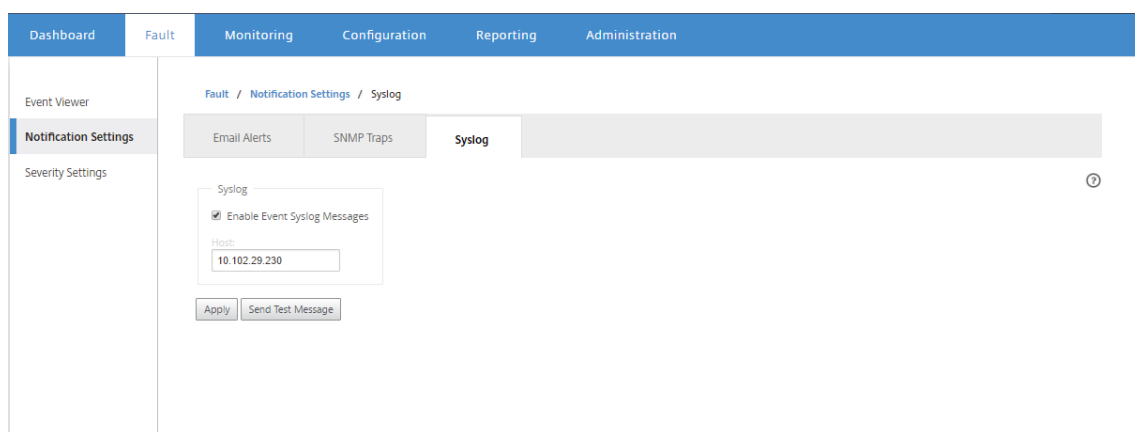 Dashboard Fault Monitoring Configuration Reporting Administration
Event Viewer
Notification Settings
Severity Settings
Fault / Notification Settings / Syslog
Email Alerts SNMP Traps Syslog
?
Syslog
Enable Event Syslog Messages
Host:
10.102.29.230
Apply Send Test Message